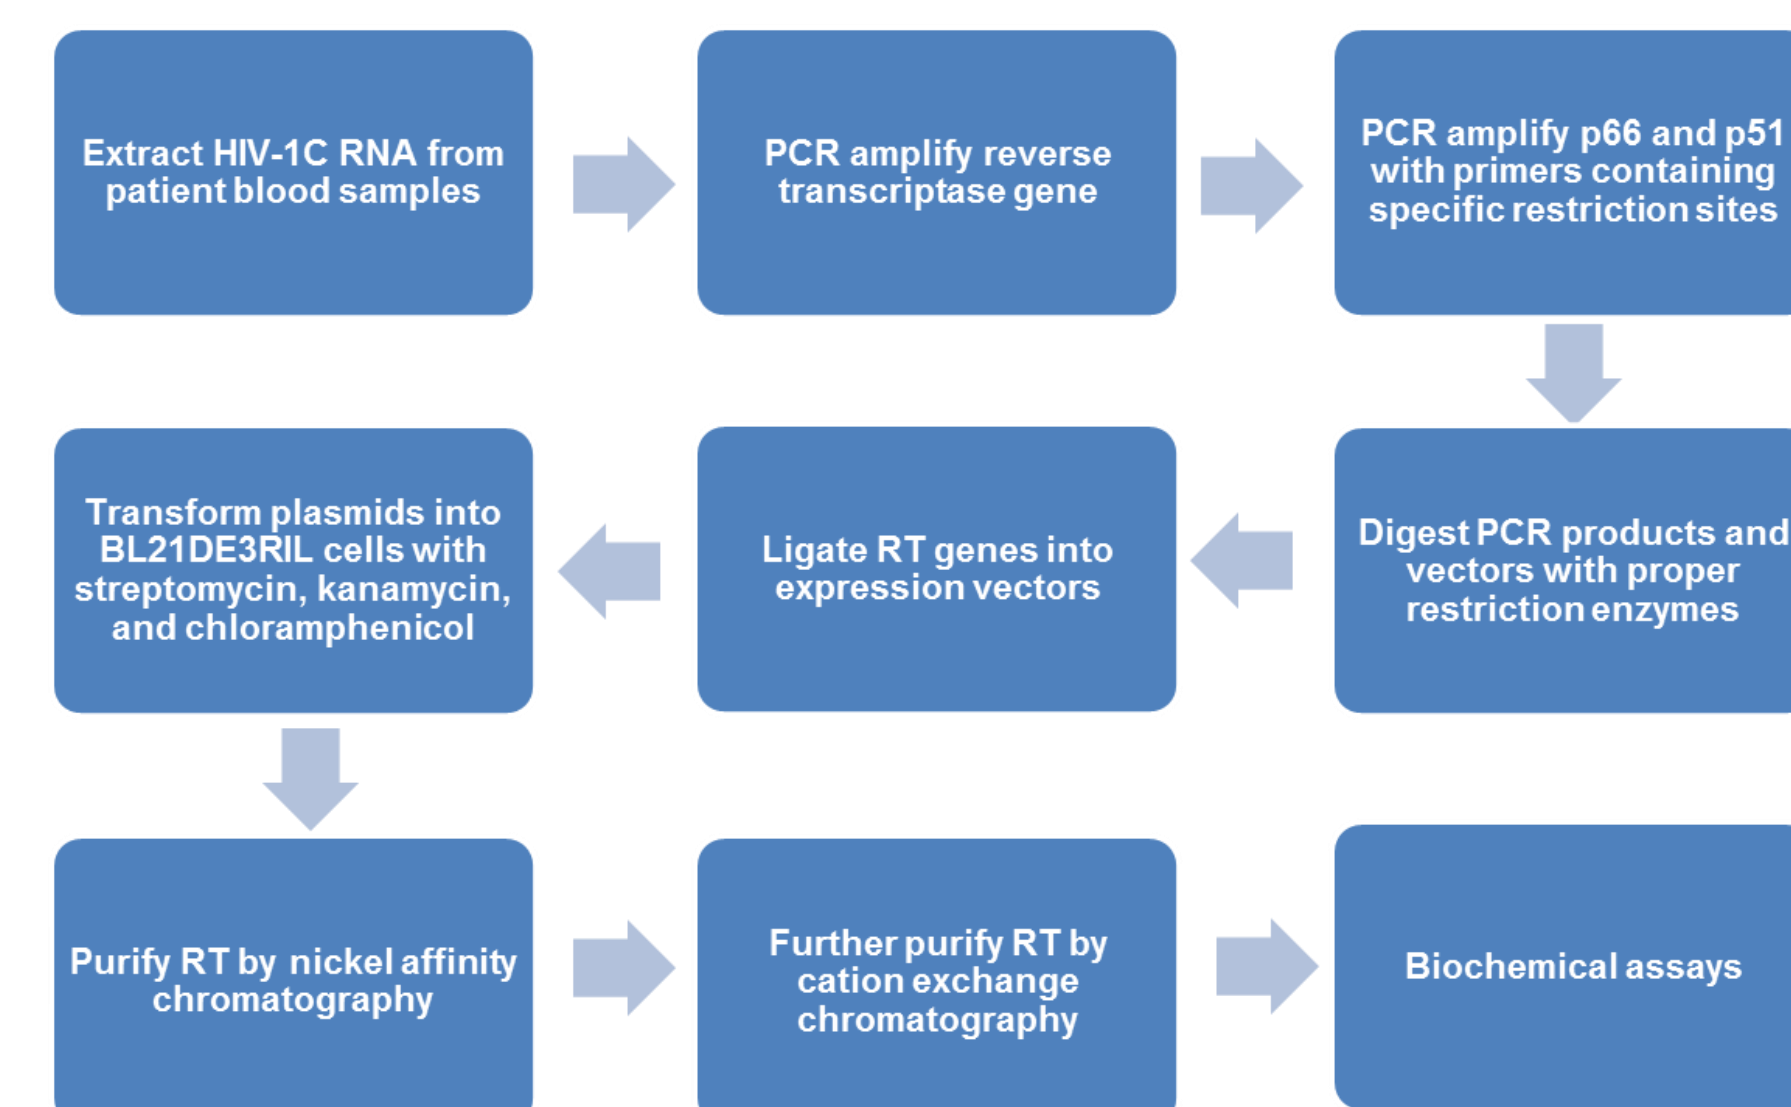 Extract HIV-1C RNA from
patient blood samples
PCR amplify reverse
transcriptase gene
PCR amplify p66 and p51
with primers containing
specific restriction sites
Digest PCR products and
vectors with proper
restriction enzymes
Ligate RT genes into
expression vectors
Transform plasmids into
BL21DE3RIL cells with
streptomycin, kanamycin,
and chloramphenicol
Purify RT by nickel affinity
chromatography
Further purify RT by
cation exchange
chromatography
Biochemical assays